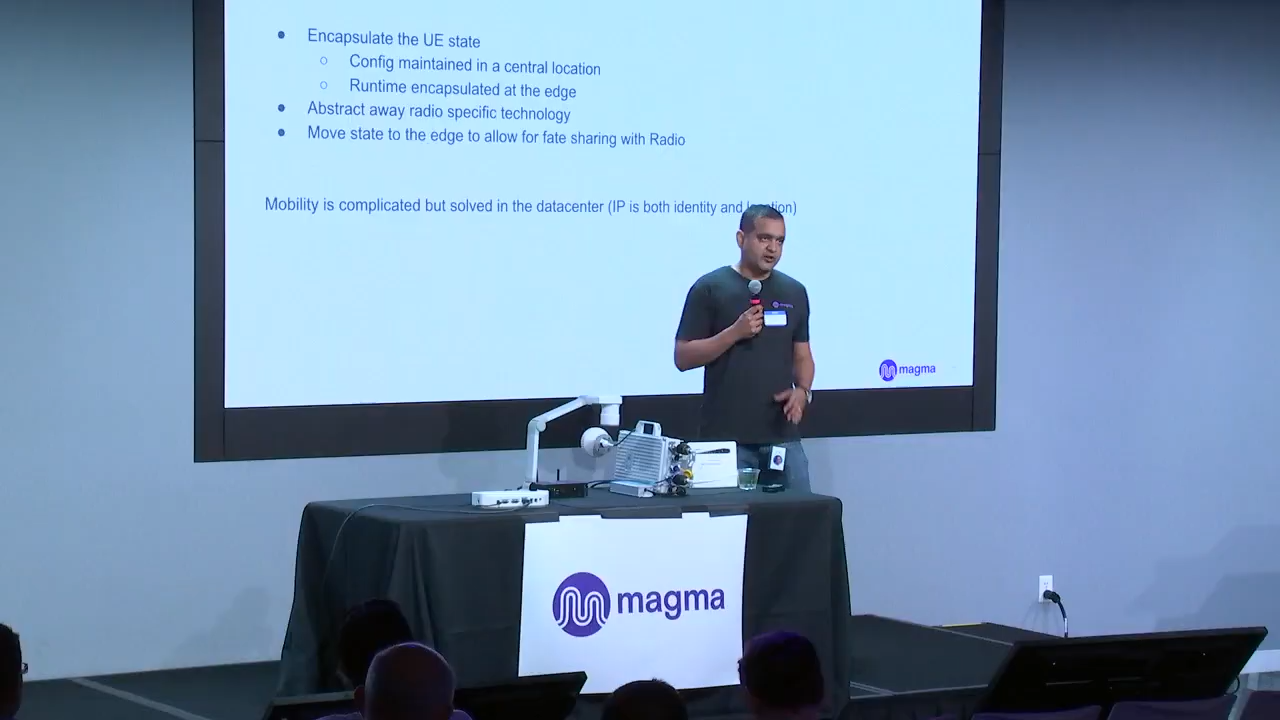 Encapsulate the UE state
Config maintained in a central location
Runtime encapsulated at the edge
Abstract away radio specific technology
Move state to the edge to allow for fate sharing with Radio
Mobility is complicated but solved in the datacenter (IP is both identity and
magma
magma
magma